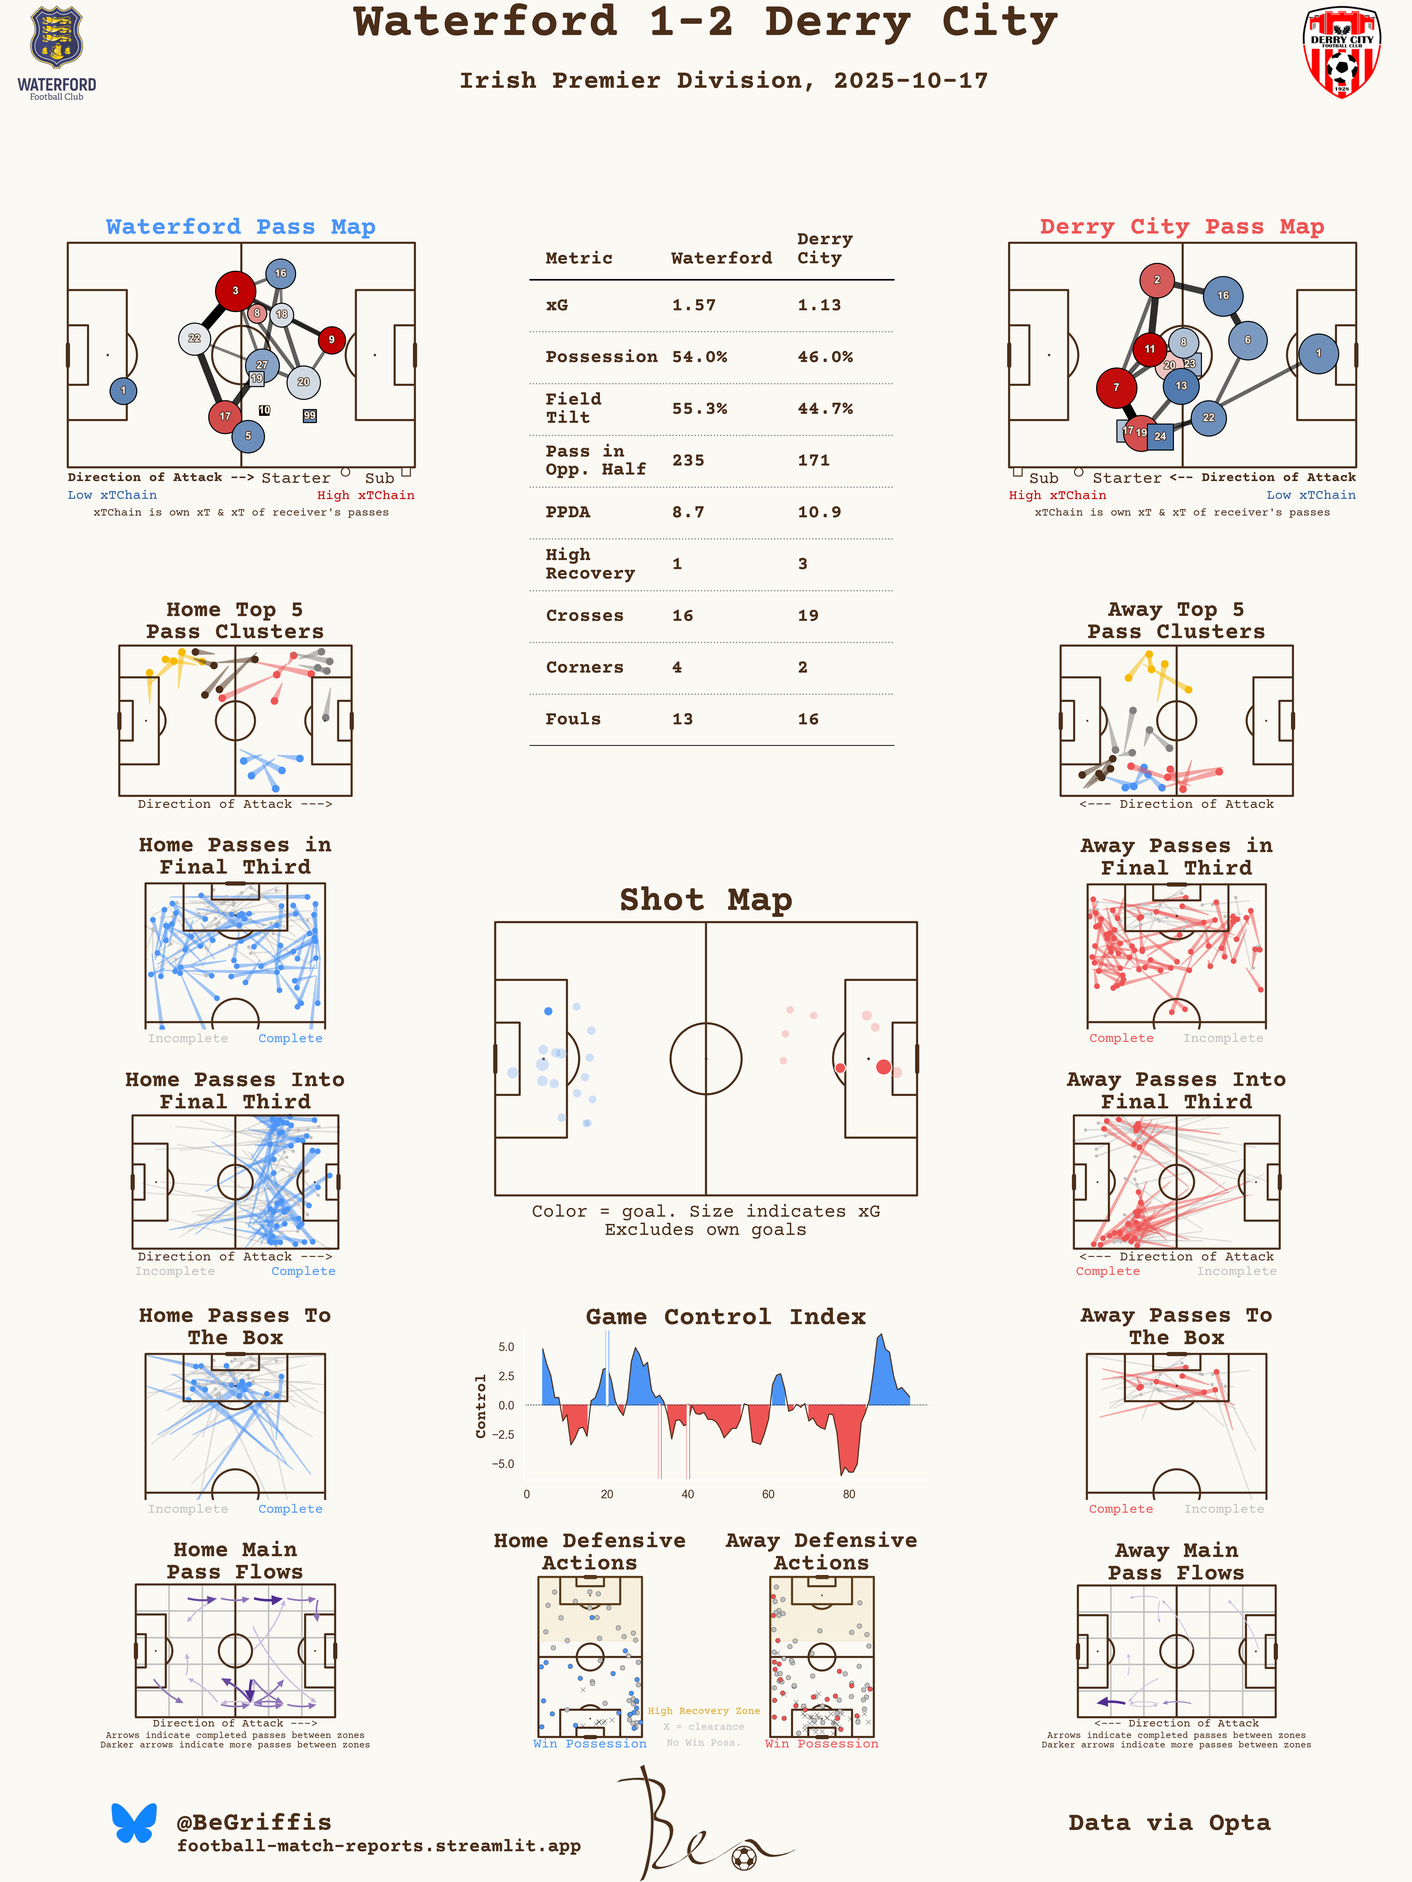 Waterford 1-2 Derry City
Irish Premier Division, 2025-10-17
WATERFORD
Football Club
DERRY CITY
FOOTBALL CLUB
1928
Waterford Pass Map
16
3
8
18
22
9
27
19
20
1
10
99
17
5
Direction of Attack --> Starter Sub
Low xTChain High xTChain
xTChain is own xT & xT of receiver's passes
Metric Waterford Derry City
xG 1.57 1.13
Possession 54.0% 46.0%
Field Tilt 55.3% 44.7%
Pass in Opp. Half 235 171
PPDA 8.7 10.9
High Recovery 1 3
Crosses 16 19
Corners 4 2
Fouls 13 16
Derry City Pass Map
2
16
8
6
11
1
20
23
7
13
22
17
19
24
Sub Starter <-- Direction of Attack
High xTChain Low xTChain
xTChain is own xT & xT of receiver's passes
Home Top 5
Pass Clusters
Direction of Attack --->
Away Top 5
Pass Clusters
<--- Direction of Attack
Home Passes in
Final Third
Incomplete Complete
Away Passes in
Final Third
Complete Incomplete
Shot Map
Color = goal. Size indicates xG
Excludes own goals
Home Passes Into
Final Third
Direction of Attack --->
Incomplete Complete
Away Passes Into
Final Third
<--- Direction of Attack
Complete Incomplete
Home Passes To
The Box
Incomplete Complete
Game Control Index
Control
5.0
2.5
0.0
−2.5
−5.0
0 20 40 60 80
Away Passes To
The Box
Complete Incomplete
Home Main
Pass Flows
Direction of Attack --->
Arrows indicate completed passes between zones
Darker arrows indicate more passes between zones
Home Defensive
Actions
Win Possession
High Recovery Zone
X = clearance
No Win Poss.
Away Defensive
Actions
Win Possession
Away Main
Pass Flows
<--- Direction of Attack
Arrows indicate completed passes between zones
Darker arrows indicate more passes between zones
@BeGriffis
football-match-reports.streamlit.app
Ben
Data via Opta